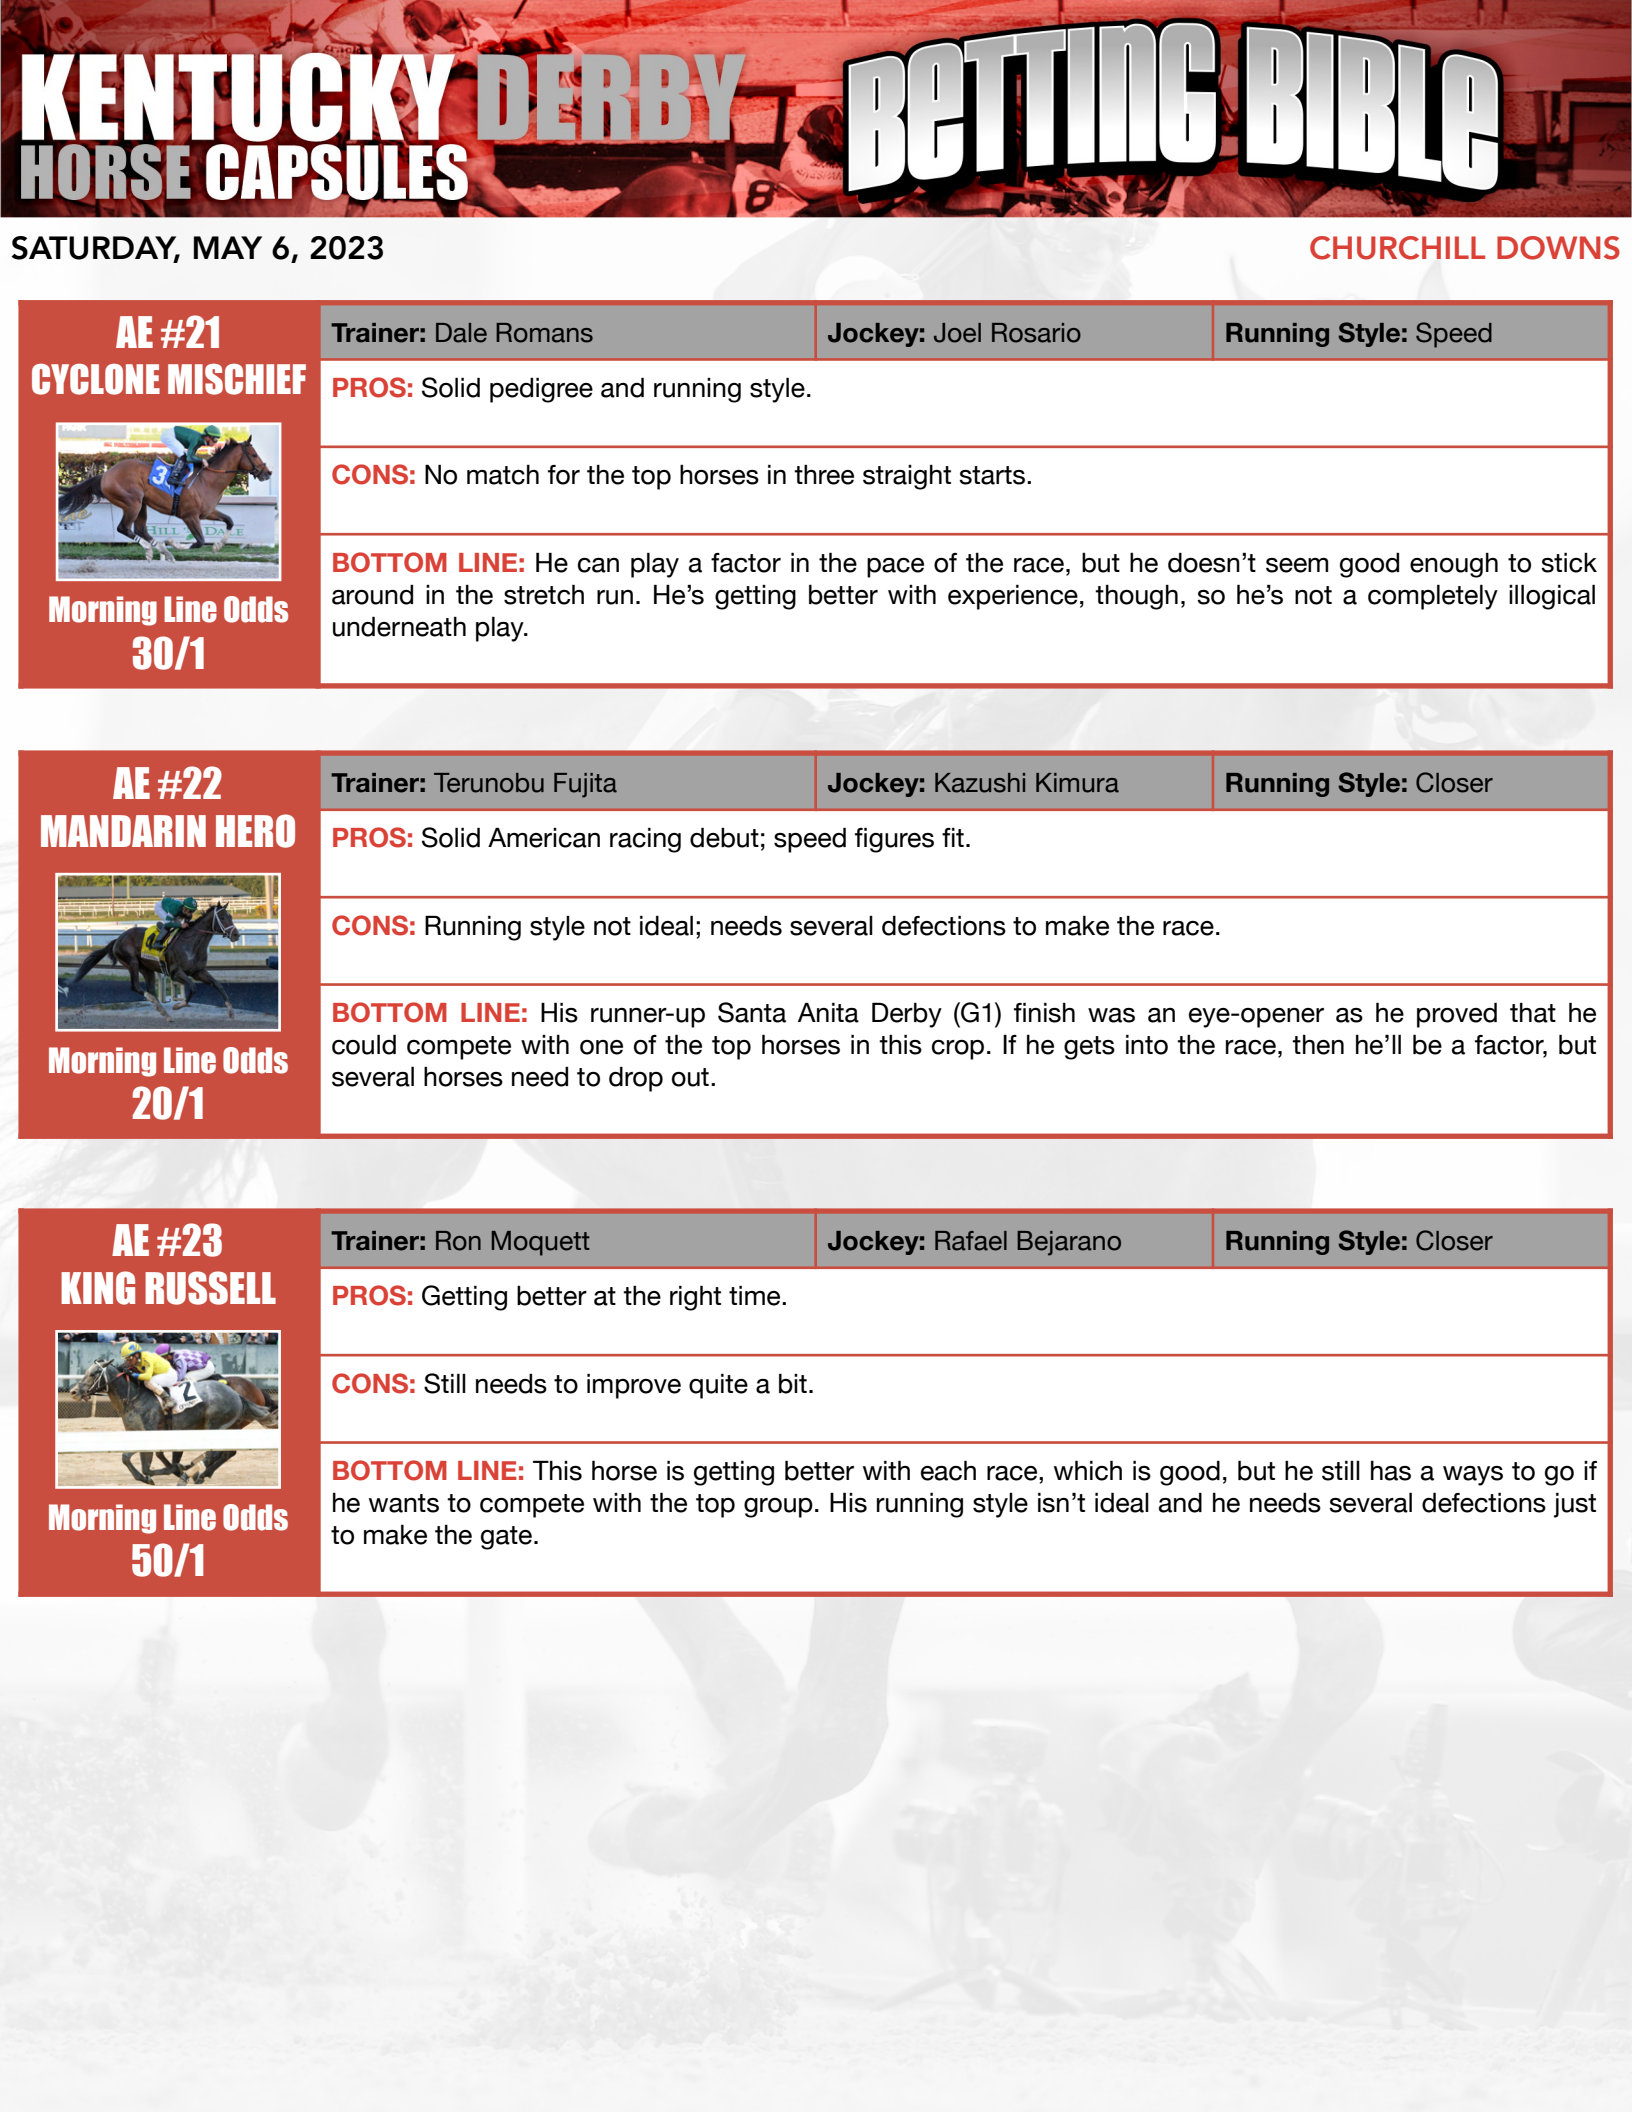 KENTUCKY DERBY
HORSE CAPSULES
BETTING BIBLE
8
SATURDAY, MAY 6, 2023
CHURCHILL DOWNS
AE #21
CYCLONE MISCHIEF
3
HILL DALE
Morning Line Odds
30/1
Trainer: Dale Romans
Jockey: Joel Rosario
Running Style: Speed
PROS: Solid pedigree and running style.
CONS: No match for the top horses in three straight starts.
BOTTOM LINE: He can play a factor in the pace of the race, but he doesn’t seem good enough to stick
around in the stretch run. He’s getting better with experience, though, so he’s not a completely illogical
underneath play.
AE #22
MANDARIN HERO
4
Morning Line Odds
20/1
Trainer: Terunobu Fujita
Jockey: Kazushi Kimura
Running Style: Closer
PROS: Solid American racing debut; speed figures fit.
CONS: Running style not ideal; needs several defections to make the race.
BOTTOM LINE: His runner-up Santa Anita Derby (G1) finish was an eye-opener as he proved that he
could compete with one of the top horses in this crop. If he gets into the race, then he’ll be a factor, but
several horses need to drop out.
AE #23
KING RUSSELL
2
Morning Line Odds
50/1
Trainer: Ron Moquett
Jockey: Rafael Bejarano
Running Style: Closer
PROS: Getting better at the right time.
CONS: Still needs to improve quite a bit.
BOTTOM LINE: This horse is getting better with each race, which is good, but he still has a ways to go if
he wants to compete with the top group. His running style isn’t ideal and he needs several defections just
to make the gate.